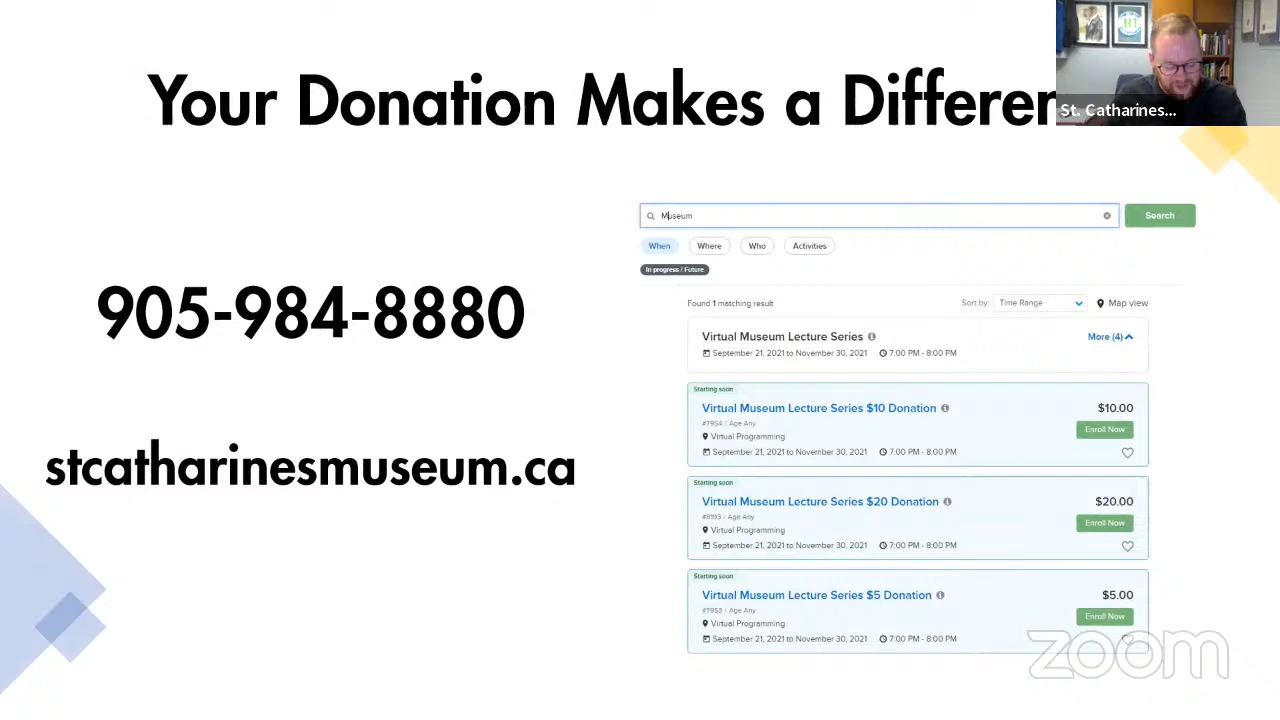 Your Donation Makes a Differen
St. Catharines...
905-984-8880
stcatharinesmuseum.ca
Museum
Search
When
Where
Who
Activities
In progress / Future
Found 1 matching result
Sort by:
Time Range
Map view
Virtual Museum Lecture Series
More (4)
September 21, 2021 to November 30, 2021
7:00 PM - 8:00 PM
Starting soon
Virtual Museum Lecture Series $10 Donation
$10.00
#7954 / Age Any
Enroll Now
Virtual Programming
September 21, 2021 to November 30, 2021
7:00 PM - 8:00 PM
Starting soon
Virtual Museum Lecture Series $20 Donation
$20.00
#8193 / Age Any
Enroll Now
Virtual Programming
September 21, 2021 to November 30, 2021
7:00 PM - 8:00 PM
Starting soon
Virtual Museum Lecture Series $5 Donation
$5.00
#7953 / Age Any
Enroll Now
Virtual Programming
September 21, 2021 to November 30, 2021
7:00 PM - 8:00 PM
zoom